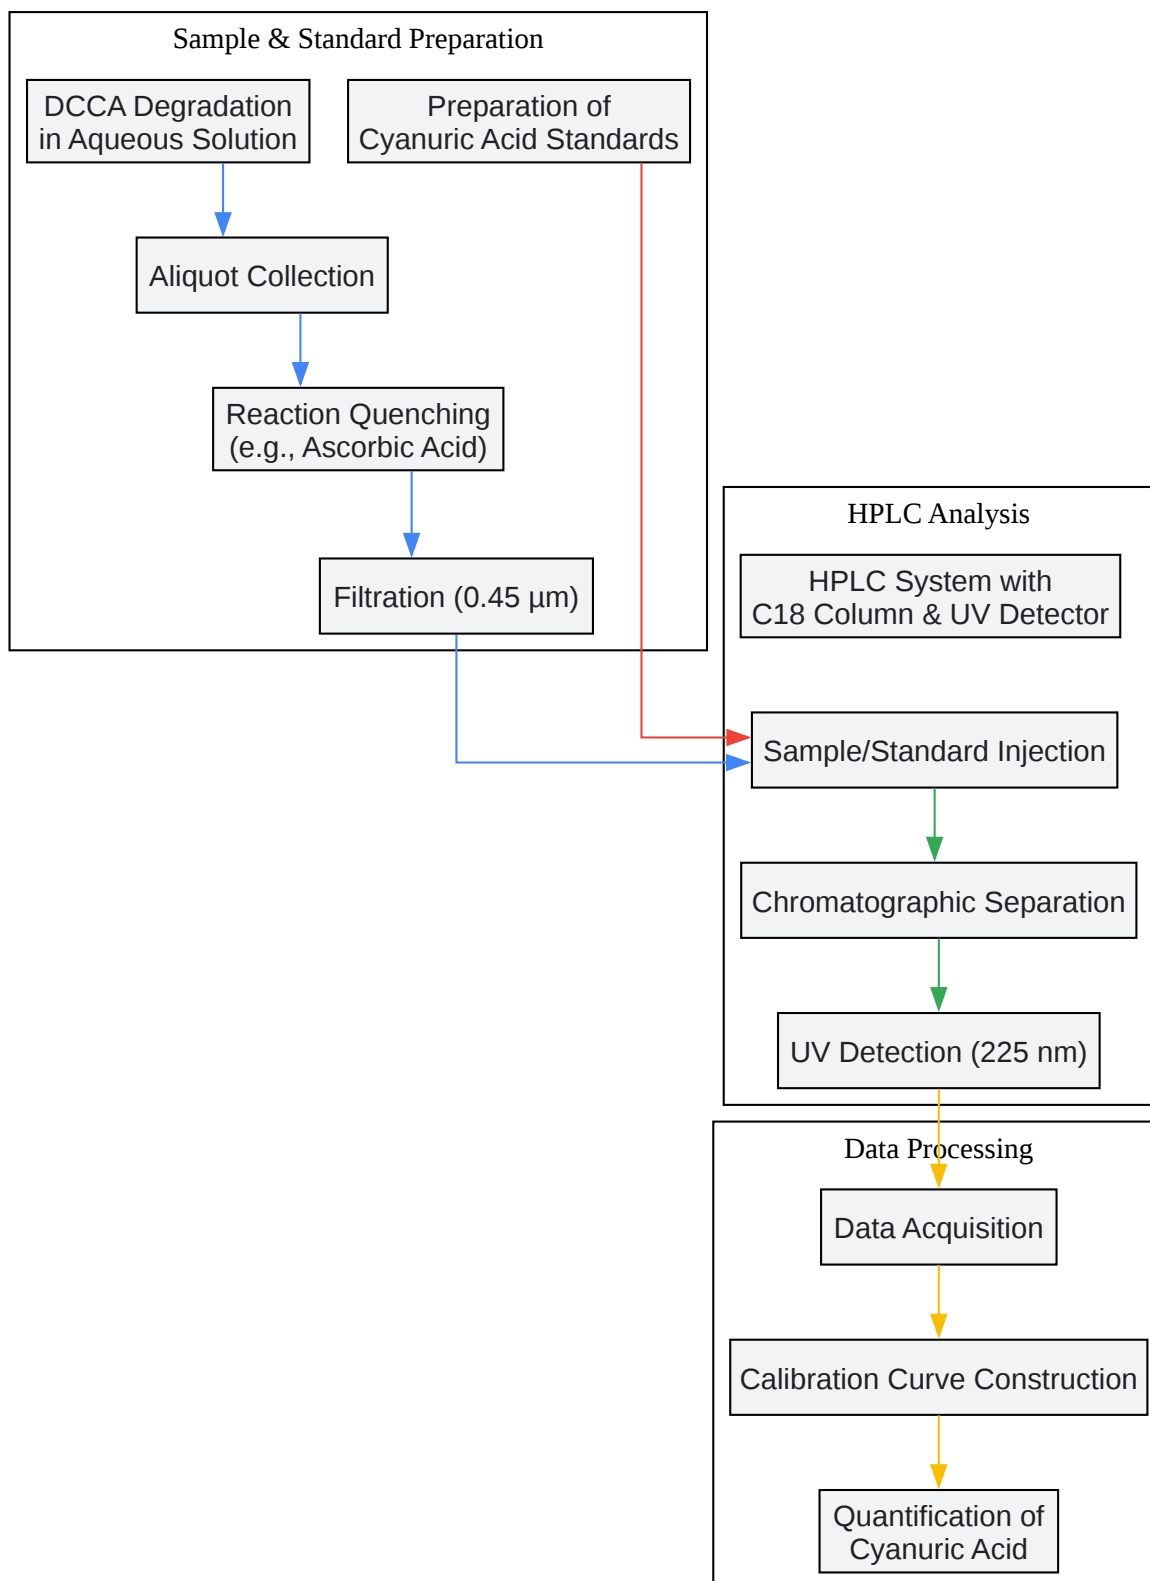 Sample & Standard Preparation
DCCA Degradation
in Aqueous Solution
Preparation of
Cyanuric Acid Standards
Aliquot Collection
Reaction Quenching
(e.g., Ascorbic Acid)
Filtration (0.45 µm)
HPLC Analysis
HPLC System with
C18 Column & UV Detector
Sample/Standard Injection
Chromatographic Separation
UV Detection (225 nm)
Data Processing
Data Acquisition
Calibration Curve Construction
Quantification of
Cyanuric Acid